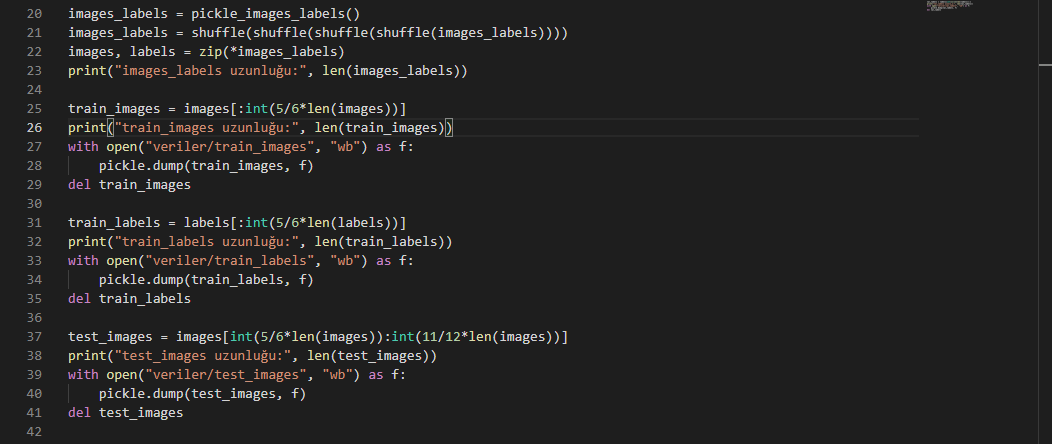 20 images_labels = pickle_images_labels()
21 images_labels = shuffle(shuffle(shuffle(shuffle(images_labels))))
22 images, labels = zip(*images_labels)
23 print("images_labels uzunluğu:", len(images_labels))
24
25 train_images = images[:int(5/6*len(images))]
26 print("train_images uzunluğu:", len(train_images))
27 with open("veriler/train_images", "wb") as f:
28     pickle.dump(train_images, f)
29 del train_images
30
31 train_labels = labels[:int(5/6*len(labels))]
32 print("train_labels uzunluğu:", len(train_labels))
33 with open("veriler/train_labels", "wb") as f:
34     pickle.dump(train_labels, f)
35 del train_labels
36
37 test_images = images[int(5/6*len(images)):int(11/12*len(images))]
38 print("test_images uzunluğu:", len(test_images))
39 with open("veriler/test_images", "wb") as f:
40     pickle.dump(test_images, f)
41 del test_images
42